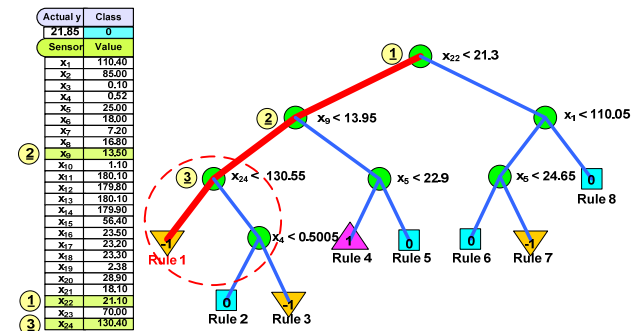 Actual y Class
21,85 0
Sensor Value
x1 110,40
x2 85,00
x3 0,10
x4 0,52
x5 25,00
x6 18,00
x7 7,20
x8 16,80
2 x9 13,50
x10 1,10
x11 180,10
x12 179,80
x13 180,10
x14 179,90
x15 56,40
x16 23,50
x17 23,20
x18 23,30
x19 2,38
x20 28,90
x21 18,10
1 x22 21,10
x23 70,00
3 x24 130,40
1 x22 < 21.3
2 x9 < 13.95
x1 < 110.05
3 x24 < 130.55
x5 < 22.9
x5 < 24.65
0
Rule 8
-1
Rule 1
x4 < 0.5005
1
Rule 4
0
Rule 5
0
Rule 6
-1
Rule 7
0
Rule 2
-1
Rule 3